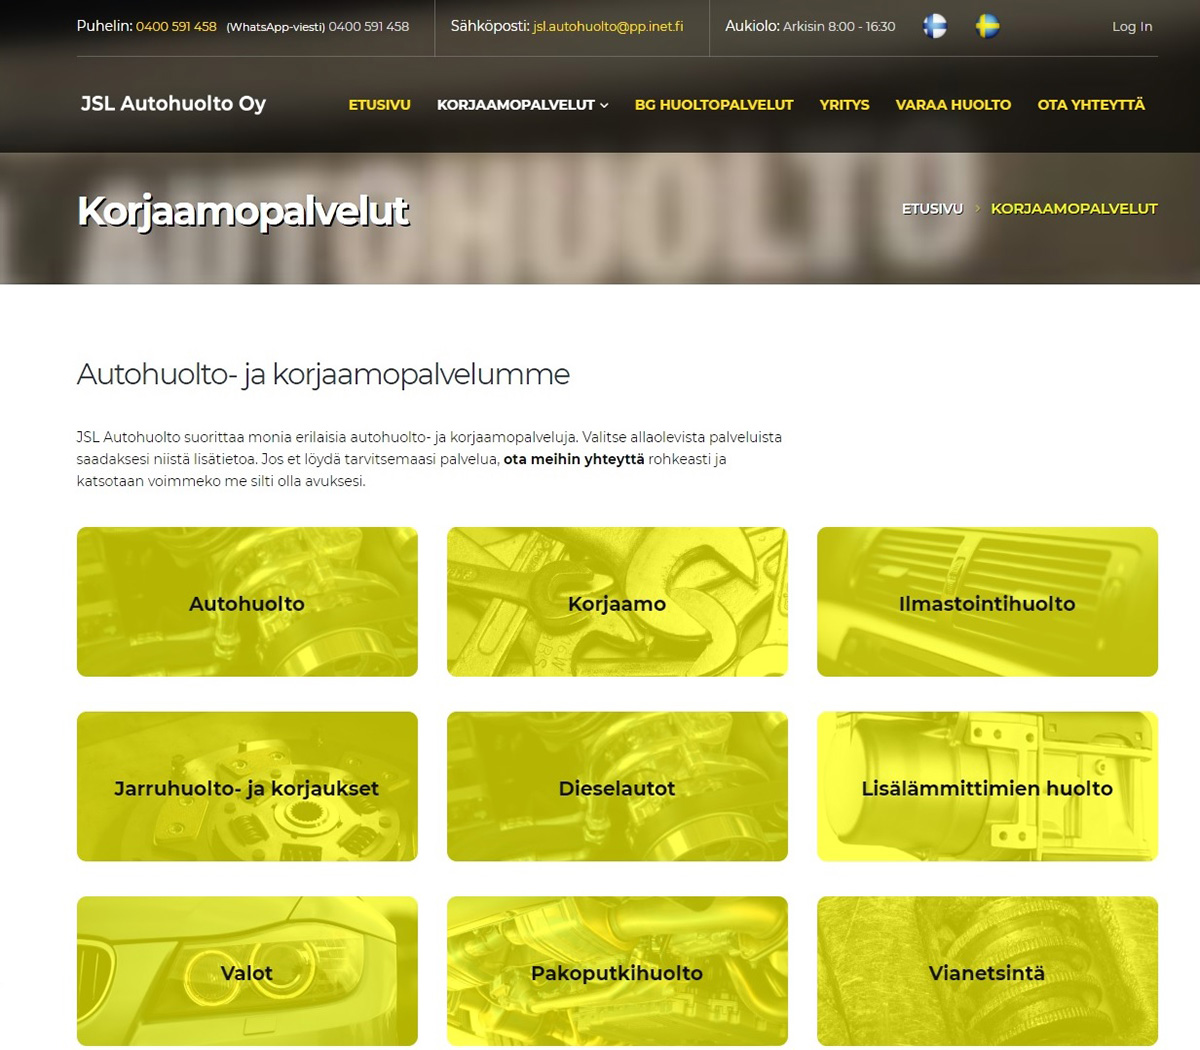 Puhelin: 0400 591 458 (WhatsApp-viesti) 0400 591 458
Sähköposti: jsl.autohuolto@pp.inet.fi
Aukiolo: Arkisin 8:00 - 16:30
Log In
JSL Autohuolto Oy
ETUSIVU KORJAAMOPALVELUT BG HUOLTOPALVELUT YRITYS VARAA HUOLTO OTA YHTEYTTÄ
AUTOHUOLTO
Korjaamopalvelut
ETUSIVU > KORJAAMOPALVELUT
Autohuolto- ja korjaamopalvelumme
JSL Autohuolto suorittaa monia erilaisia autohuolto- ja korjaamopalveluja. Valitse allaolevista palveluista
saadaksesi niistä lisätietoa. Jos et löydä tarvitsemaasi palvelua, ota meihin yhteyttä rohkeasti ja
katsotaan voimmeko me silti olla avuksesi.
Autohuolto
Korjaamo
Ilmastointihuolto
Jarruhuolto- ja korjaukset
Dieselautot
Lisälämmittimien huolto
Valot
Pakoputkihuolto
Vianetsintä